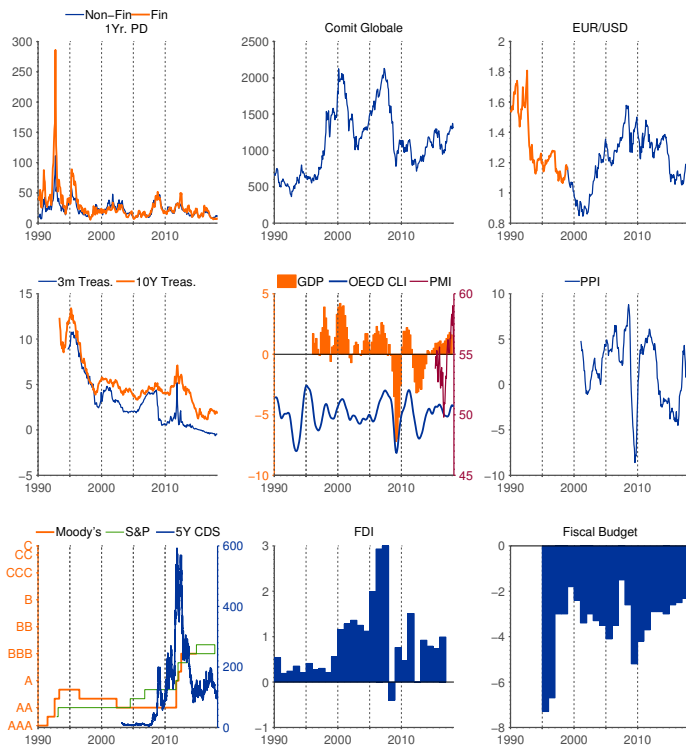 Non-Fin Fin
1Yr. PD
300
250
200
150
100
50
0
1990 2000 2010
Comit Globale
2500
2000
1500
1000
500
0
1990 2000 2010
EUR/USD
2
1.8
1.6
1.4
1.2
1
0.8
1990 2000 2010
3m Treas. 10Y Treas.
15
10
5
0
−5
1990 2000 2010
GDP OECD CLI PMI
5 60
0 55
−5 50
−10 45
1990 2000 2010
PPI
10
5
0
−5
−10
1990 2000 2010
Moody's S&P 5Y CDS
C 600
CC
CCC
B 400
BB
BBB
A 200
AA
AAA 0
1990 2000 2010
FDI
3
2
1
0
−1
1990 2000 2010
Fiscal Budget
0
−2
−4
−6
−8
1990 2000 2010